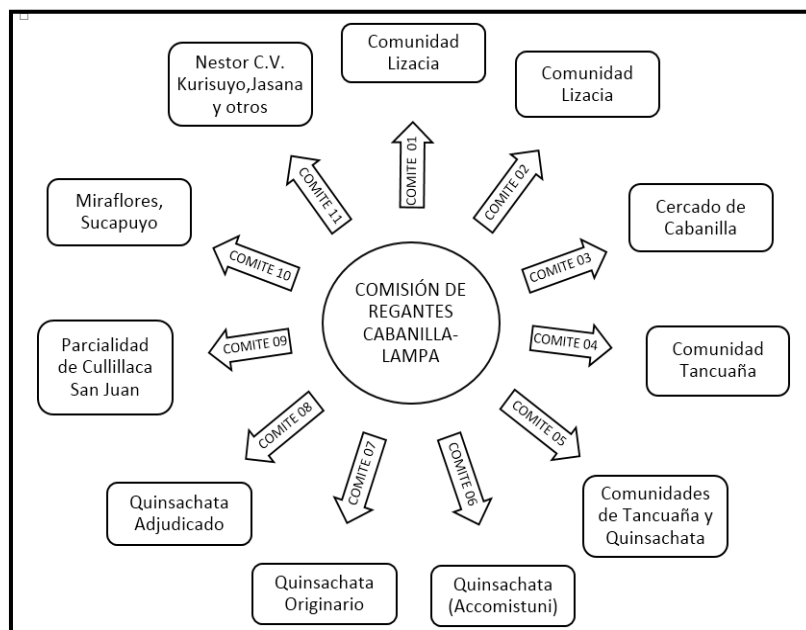 COMISIÓN DE
REGANTES
CABANILLA-
LAMPA
COMITE 01
Comunidad
Lizacia
COMITE 02
Comunidad
Lizacia
COMITE 03
Cercado de
Cabanilla
COMITE 04
Comunidad
Tancuaña
COMITE 05
Comunidades
de Tancuaña y
Quinsachata
COMITE 06
Quinsachata
(Accomistuni)
COMITE 07
Quinsachata
Originario
COMITE 08
Quinsachata
Adjudicado
COMITE 09
Parcialidad
de Cullillaca
San Juan
COMITE 10
Miraflores,
Sucapuyo
COMITE 11
Nestor C.V.
Kurisuyo,Jasana
y otros